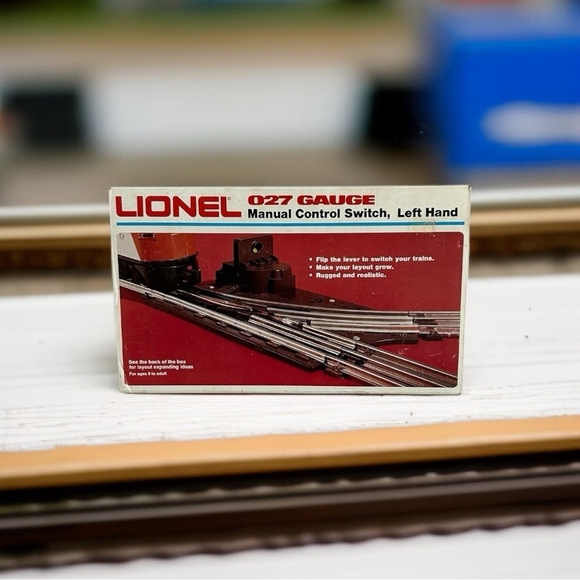 LIONEL 027 GAUGE
Manual Control Switch, Left Hand
• Flip the lever to switch your trains.
• Make your layout grow.
• Rugged and realistic.
See the back of the box
for layout expanding ideas
For ages 8 to adult